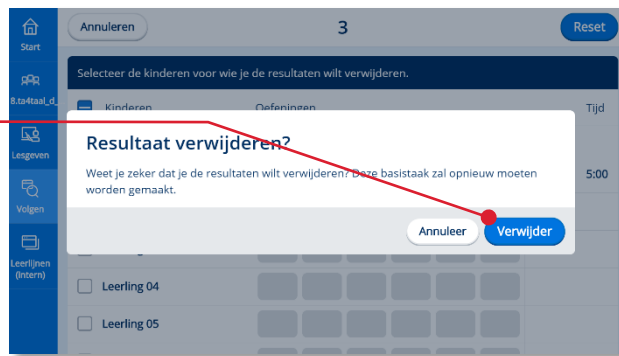 Annuleren
3
Reset
Start
8.ta4taal_d_
Lesgeven
Volgen
Leerlijnen
(intern)
Selecteer de kinderen voor wie je de resultaten wilt verwijderen.
Kinderen
Oefeningen
Tijd
Resultaat verwijderen?
Weet je zeker dat je de resultaten wilt verwijderen? Deze basistaak zal opnieuw moeten
worden gemaakt.
5:00
Annuleer
Verwijder
Leerling 04
Leerling 05